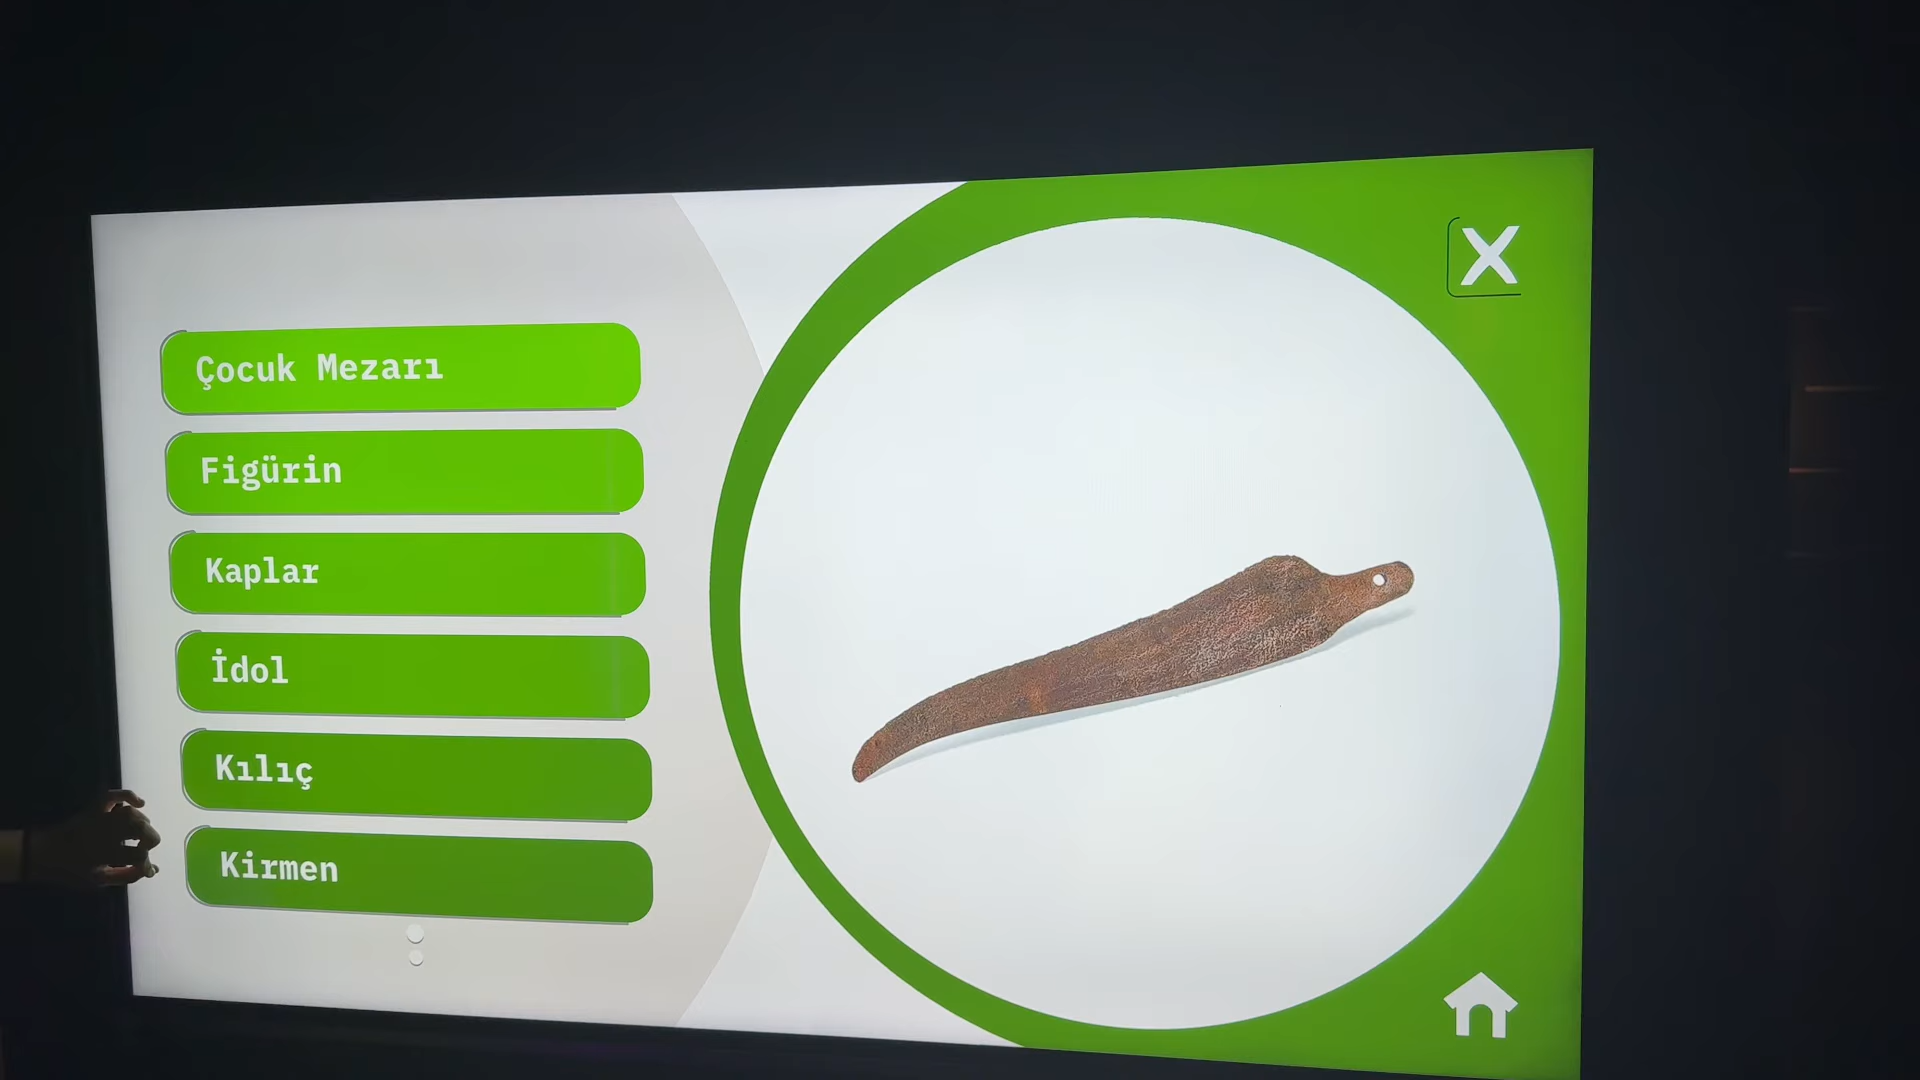 Çocuk Mezarı
Figürin
Kaplar
İdol
Kılıç
Kirmen